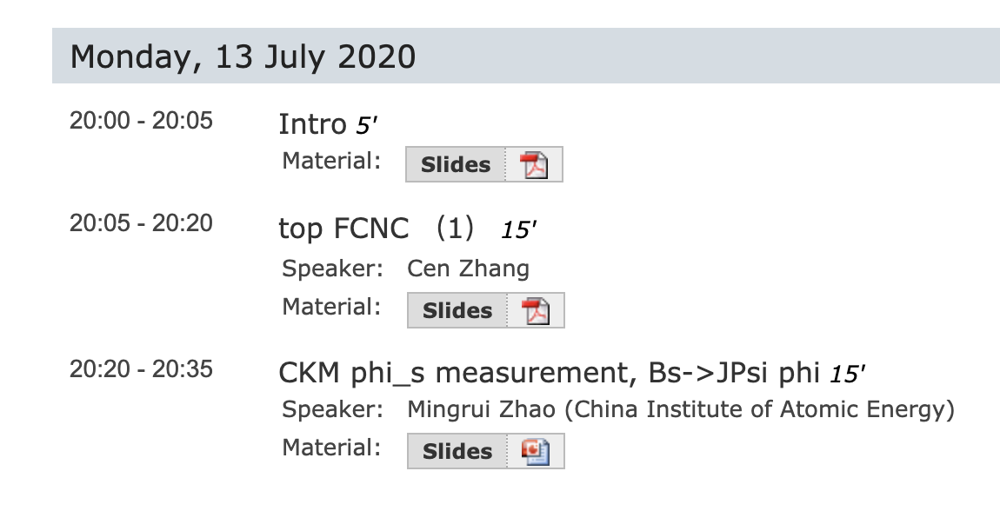 Monday, 13 July 2020
20:00 - 20:05 Intro 5'
Material: Slides
20:05 - 20:20 top FCNC （1） 15'
Speaker: Cen Zhang
Material: Slides
20:20 - 20:35 CKM phi_s measurement, Bs->JPsi phi 15'
Speaker: Mingrui Zhao (China Institute of Atomic Energy)
Material: Slides